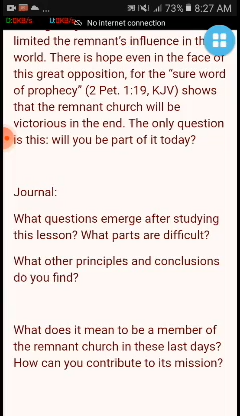 0:0KB/s U:0KB/s No internet connection 73% 8:27 AM
limited the remnant's influence in the
world. There is hope even in the face of
this great opposition, for the "sure word
of prophecy" (2 Pet. 1:19, KJV) shows
that the remnant church will be
victorious in the end. The only question
is this: will you be part of it today?
Journal:
What questions emerge after studying
this lesson? What parts are difficult?
What other principles and conclusions
do you find?
What does it mean to be a member of
the remnant church in these last days?
How can you contribute to its mission?